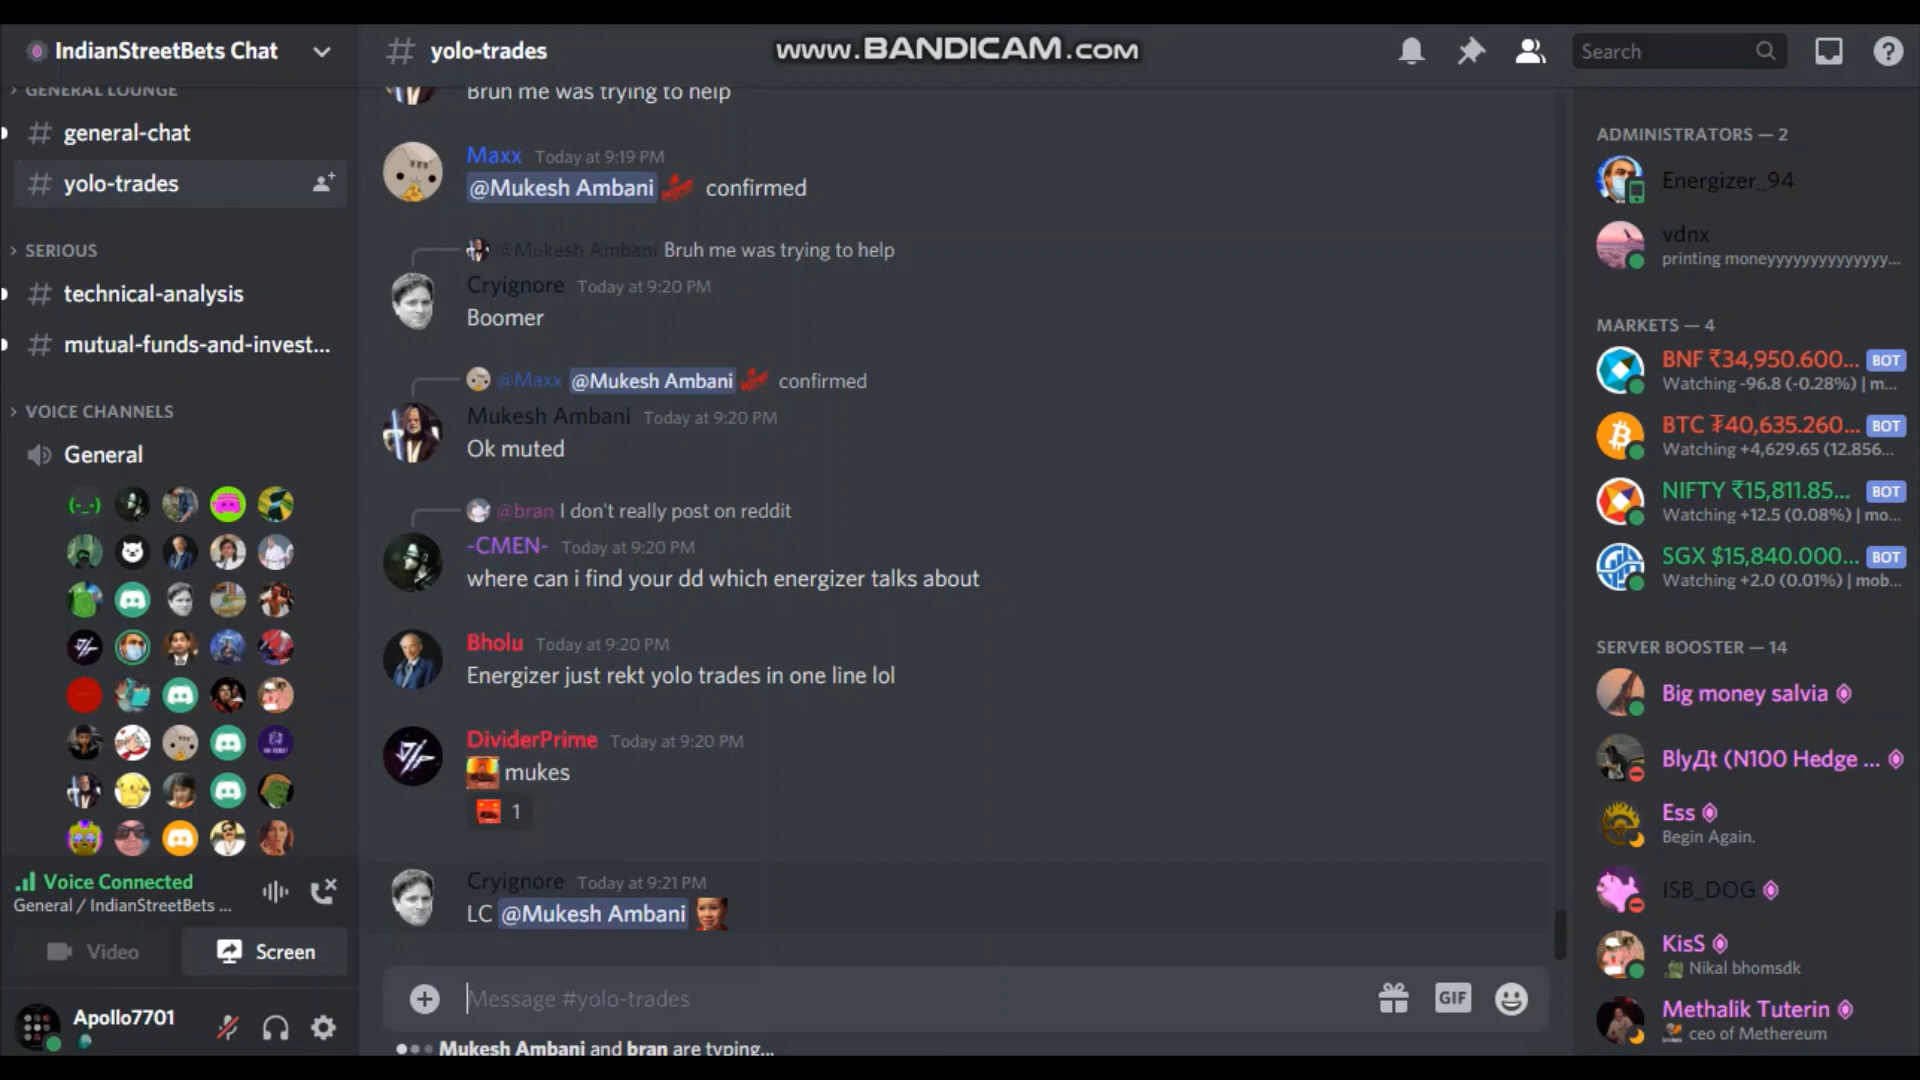 IndianStreetBets Chat
GENERAL LOUNGE
general-chat
yolo-trades
SERIOUS
technical-analysis
mutual-funds-and-invest...
VOICE CHANNELS
General
Voice Connected
General / IndianStreetBets ...
Video
Screen
Apollo7701
yolo-trades
www.BANDICAM.com
Search
Bruh me was trying to help
Maxx Today at 9:19 PM
@Mukesh Ambani confirmed
@Mukesh Ambani Bruh me was trying to help
Cryignore Today at 9:20 PM
Boomer
@Maxx @Mukesh Ambani confirmed
Mukesh Ambani Today at 9:20 PM
Ok muted
@bran I don't really post on reddit
-CMEN- Today at 9:20 PM
where can i find your dd which energizer talks about
Bholu Today at 9:20 PM
Energizer just rekt yolo trades in one line lol
DividerPrime Today at 9:20 PM
mukes
1
Cryignore Today at 9:21 PM
LC @Mukesh Ambani
Message #yolo-trades
GIF
Mukesh Ambani and bran are typing...
ADMINISTRATORS — 2
Energizer_94
vdnx
printing moneyyyyyyyyyyyyyyy...
MARKETS — 4
BNF ₹34,950.600... BOT
Watching -96.8 (-0.28%) | m...
BTC ₮40,635.260... BOT
Watching +4,629.65 (12.856...
NIFTY ₹15,811.85... BOT
Watching +12.5 (0.08%) | mo...
SGX $15,840.000... BOT
Watching +2.0 (0.01%) | mob...
SERVER BOOSTER — 14
Big money salvia
BlyДt (N100 Hedge ...
Ess
Begin Again.
ISB_DOG
KisS
Nikal bhomsdk
Methalik Tuterin
ceo of Methereum